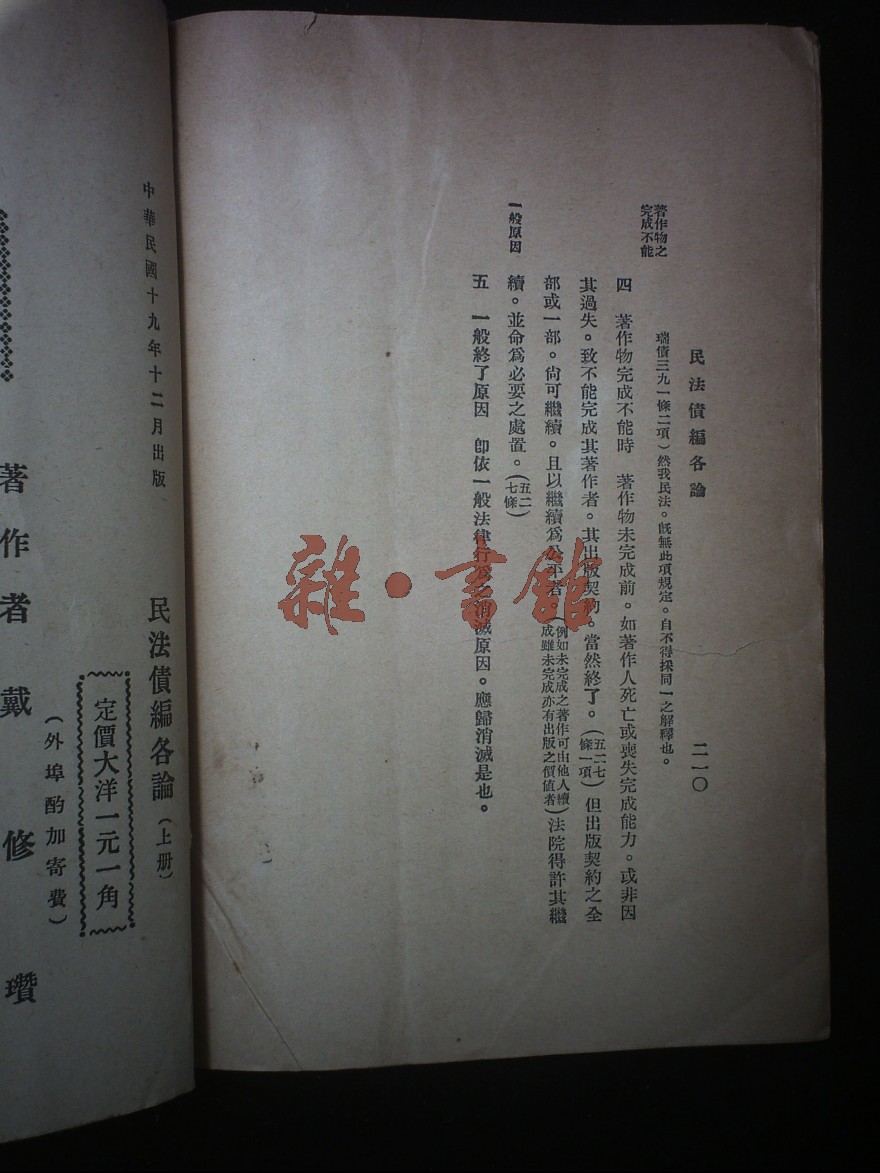 民法債編各論
二一〇
瑞債三九一條二項）然我民法。旣無此項規定。自不得採同一之解釋也。
著作物之
完成不能
四　著作物完成不能時　著作物未完成前。如著作人死亡或喪失完成能力。或非因
其過失。致不能完成其著作者。其出版契約。當然終了。（五二七條一項）但出版契約之全
部或一部。尙可繼續。且以繼續爲公平者。（例如未完成之著作可由他人續成雖未完成亦有出版之價値者）法院得許其繼
續。並命爲必要之處置。（五二七條）
一般原因
五　一般終了原因　卽依一般法律行爲之消滅原因。應歸消滅是也。
中華民國十九年十二月出版
民法債編各論（上册）
定價大洋一元一角
（外埠酌加寄費）
著作者戴修瓚
雜·書館